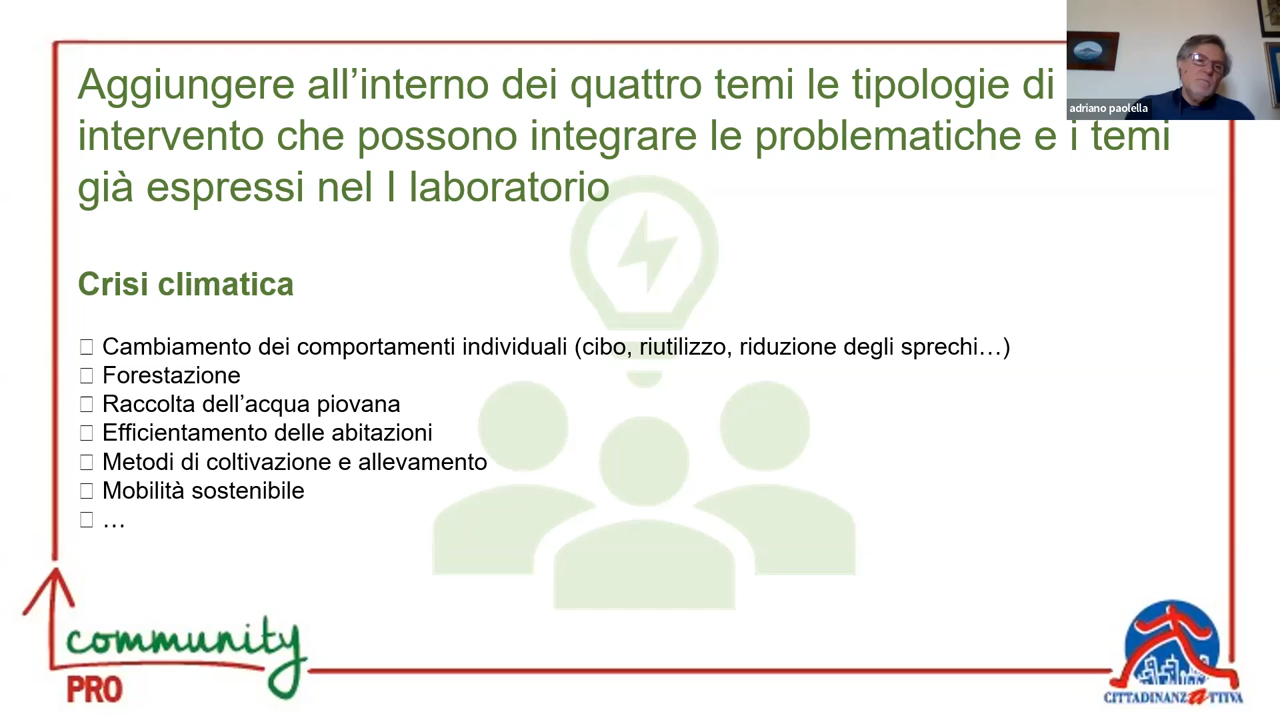 Aggiungere all’interno dei quattro temi le tipologie di
intervento che possono integrare le problematiche e i temi
già espressi nel I laboratorio
adriano paolella
Crisi climatica
Cambiamento dei comportamenti individuali (cibo, riutilizzo, riduzione degli sprechi…)
Forestazione
Raccolta dell’acqua piovana
Efficientamento delle abitazioni
Metodi di coltivazione e allevamento
Mobilità sostenibile
…
community
PRO
CITTADINANZATTIVA